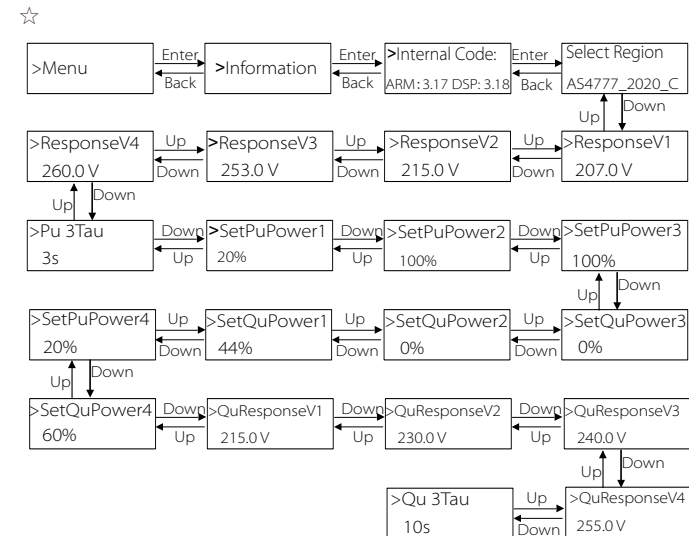 ☆
>Menu
Enter
Back
>Information
Enter
Back
>Internal Code:
ARM: 3.17 DSP: 3.18
Enter
Back
Select Region
AS4777_2020_C
Up
Down
>ResponseV4
260.0 V
Up
Down
>ResponseV3
253.0 V
Up
Down
>ResponseV2
215.0 V
Up
Down
>ResponseV1
207.0 V
Up
Down
>Pu 3Tau
3s
Down
Up
>SetPuPower1
20%
Down
Up
>SetPuPower2
100%
Down
Up
>SetPuPower3
100%
Up
Down
>SetPuPower4
20%
Up
Down
>SetQuPower1
44%
Up
Down
>SetQuPower2
0%
Up
Down
>SetQuPower3
0%
Up
Down
>SetQuPower4
60%
Down
Up
>QuResponseV1
215.0 V
Down
Up
>QuResponseV2
230.0 V
Down
Up
>QuResponseV3
240.0 V
Up
Down
>Qu 3Tau
10s
Up
Down
>QuResponseV4
255.0 V